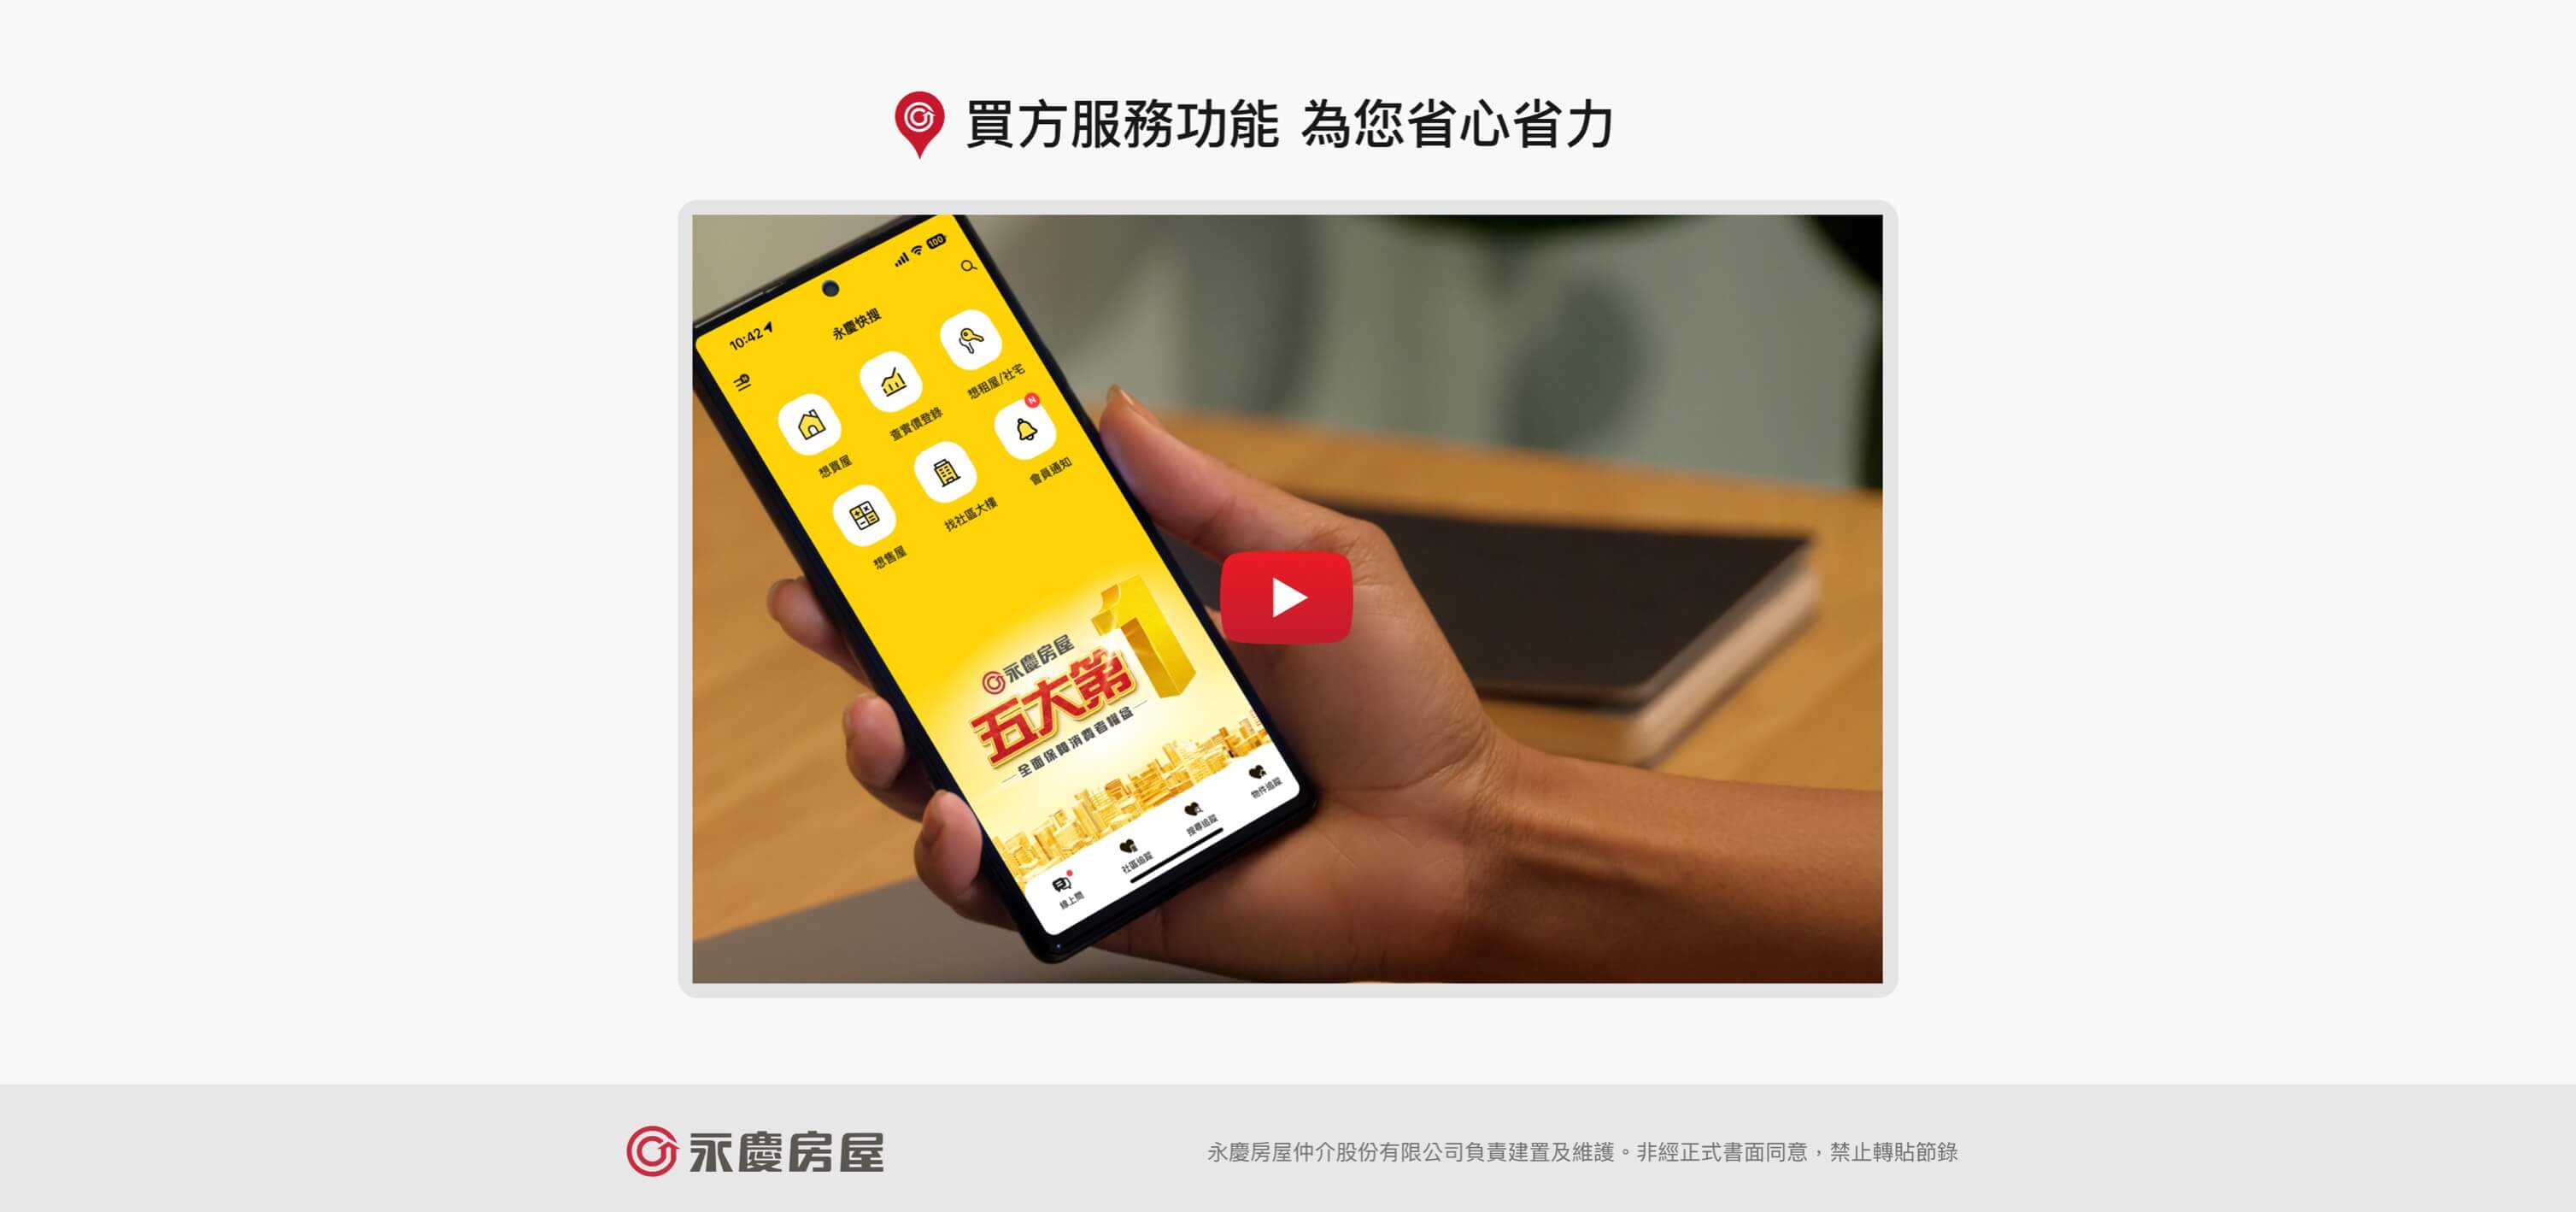 買方服務功能 為您省心省力
100
10:42
永慶快搜
想買屋
查實價登錄
想租屋/社宅
想售屋
找社區大樓
N
會員通知
永慶房屋
五大第1
全面保障消費者權益
線上問
社區追蹤
搜尋追蹤
物件追蹤
永慶房屋
永慶房屋仲介股份有限公司負責建置及維護。非經正式書面同意，禁止轉貼節錄